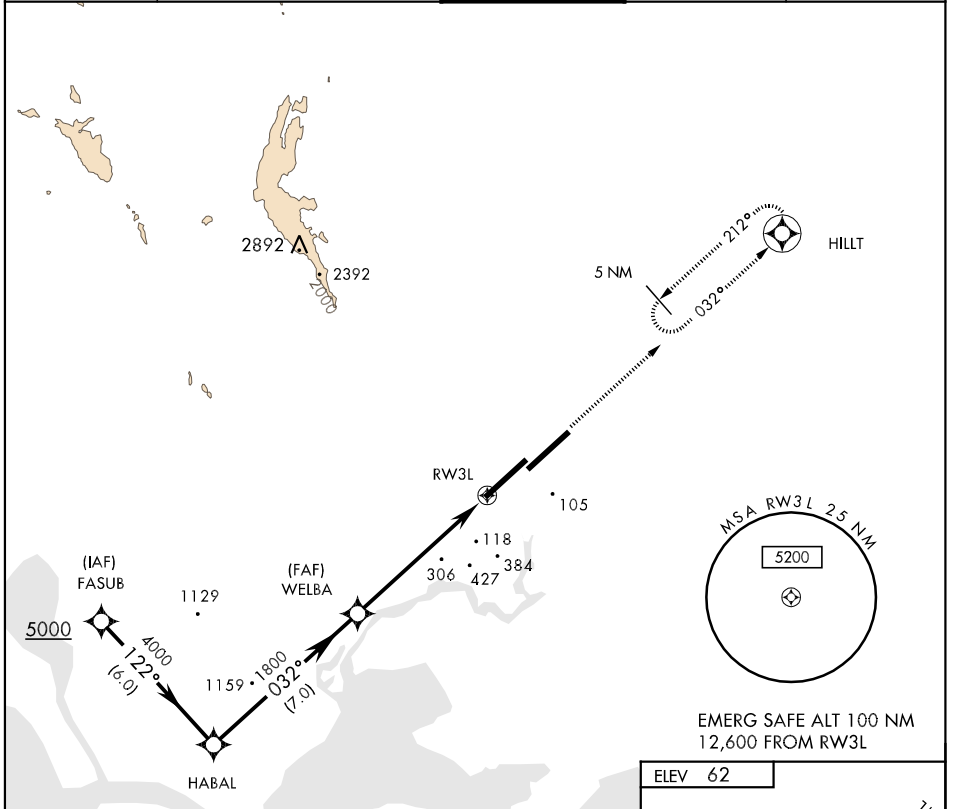 2892
2392
2000
212°
HILLT
5 NM
032°
RW3L
105
118
384
306
427
(IAF)
FASUB
(FAF)
WELBA
1129
5000
4000
122°
(6.0)
1159
1800
032°
(7.0)
HABAL
MSA RW3L 25 NM
5200
EMERG SAFE ALT 100 NM
12,600 FROM RW3L
ELEV 62